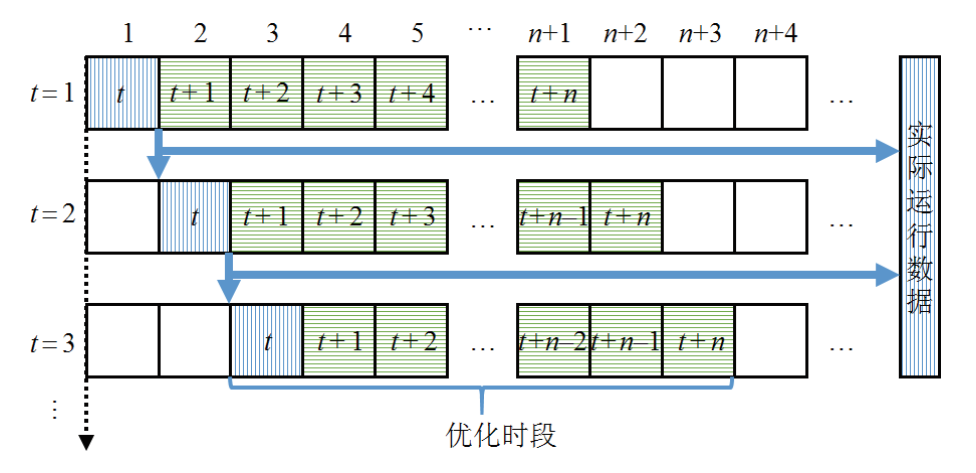 1 2 3 4 5 … n+1 n+2 n+3 n+4
t=1 t t+1 t+2 t+3 t+4 … t+n …
t=2 t t+1 t+2 t+3 … t+n–1 t+n …
t=3 t t+1 t+2 … t+n–2 t+n–1 t+n …
⋮
优化时段
实际运行数据